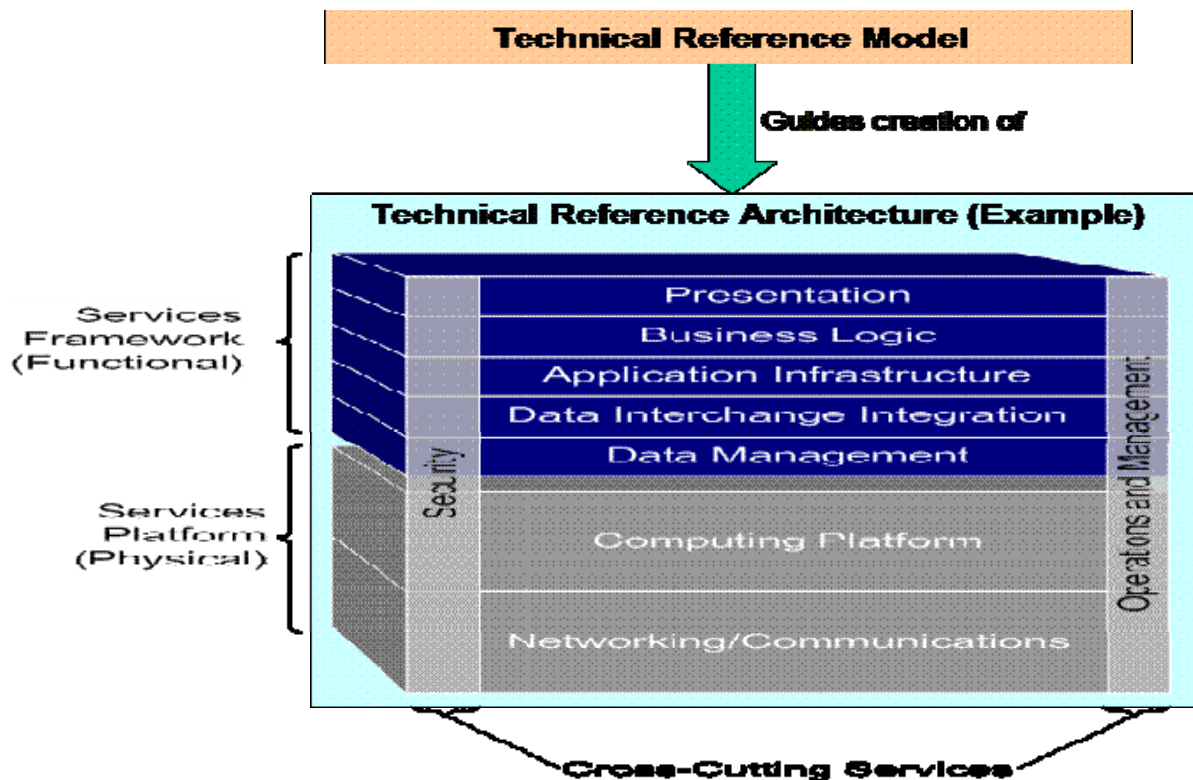 Technical Reference Model
Guides creation of
Technical Reference Architecture (Example)
Services
Framework
(Functional)
Presentation
Business Logic
Application Infrastructure
Data Interchange Integration
Data Management
Services
Platform
(Physical)
Computing Platform
Networking/Communications
Security
Operations and Management
Cross-Cutting Services